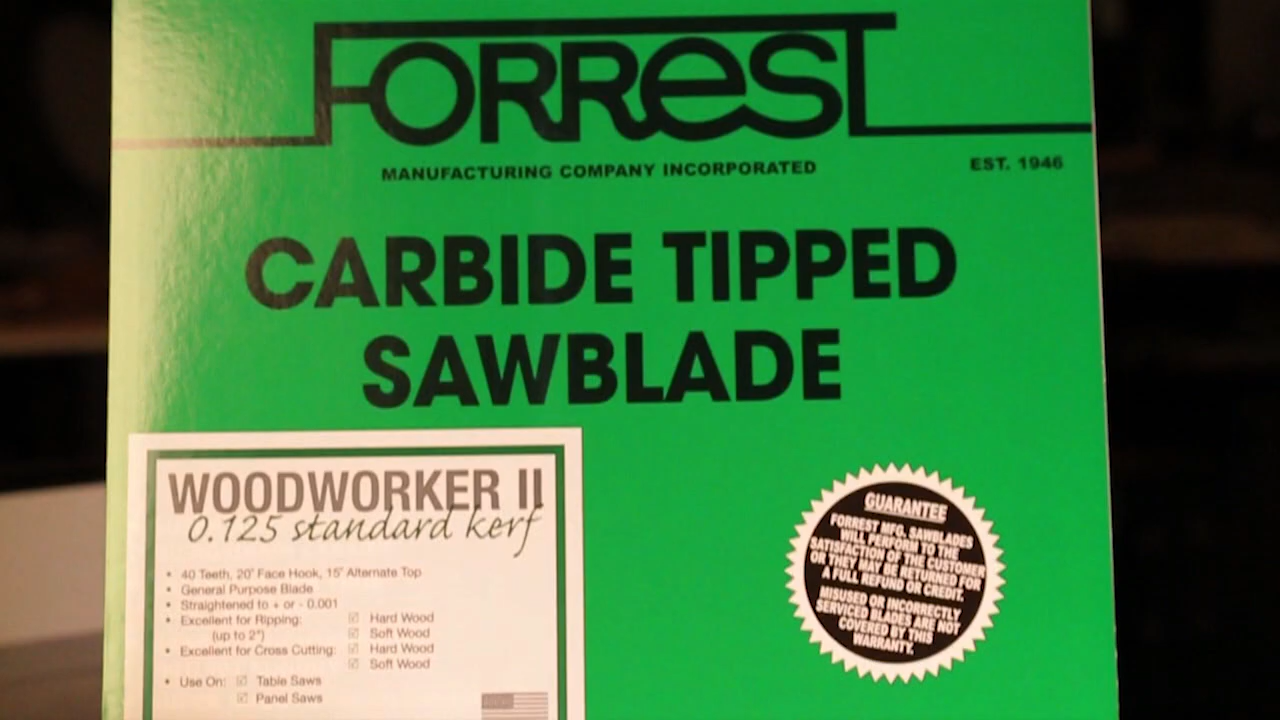 FORREST
MANUFACTURING COMPANY INCORPORATED
EST. 1946
CARBIDE TIPPED
SAWBLADE
WOODWORKER II
0.125 standard kerf
• 40 Teeth, 20° Face Hook, 15° Alternate Top
• General Purpose Blade
• Straightened to + or - 0.001
• Excellent for Ripping: ☑ Hard Wood
(up to 2") ☑ Soft Wood
• Excellent for Cross Cutting: ☑ Hard Wood
☑ Soft Wood
• Use On: ☑ Table Saws
☑ Panel Saws
GUARANTEE
FORREST MFG. SAWBLADES
WILL PERFORM TO THE
SATISFACTION OF THE CUSTOMER
OR THEY MAY BE RETURNED FOR
A FULL REFUND OR CREDIT.
MISUSED OR INCORRECTLY
SERVICED BLADES ARE NOT
COVERED BY THIS
WARRANTY.